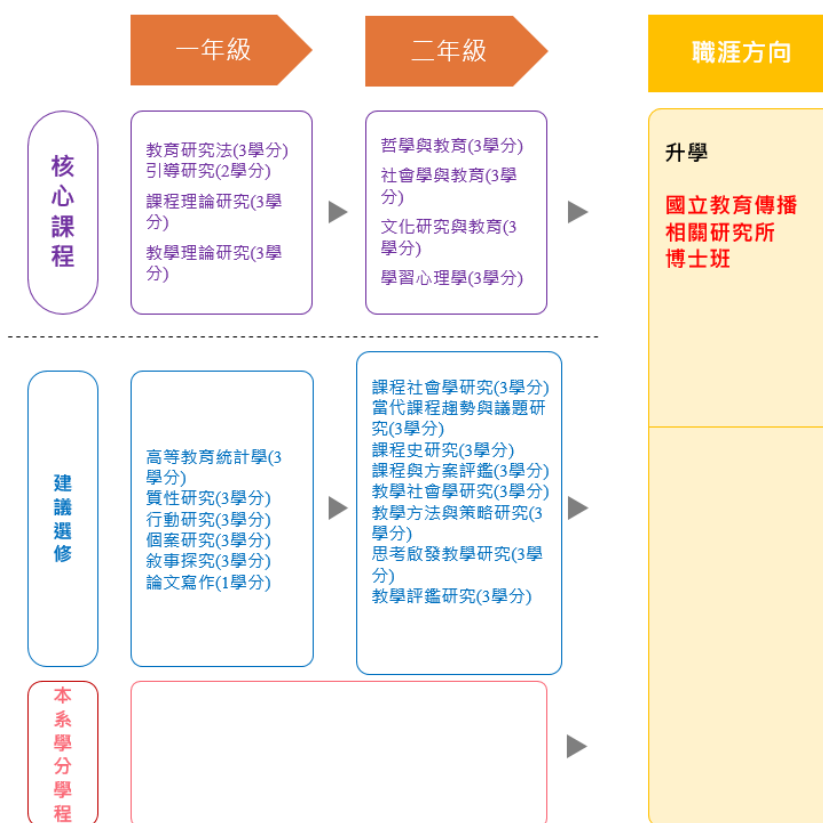 一年級
二年級
職涯方向
核
心
課
程
教育研究法(3學分)
引導研究(2學分)
課程理論研究(3學
分)
教學理論研究(3學
分)
哲學與教育(3學分)
社會學與教育(3學
分)
文化研究與教育(3
學分)
學習心理學(3學分)
升學
國立教育傳播
相關研究所
博士班
建
議
選
修
高等教育統計學(3
學分)
質性研究(3學分)
行動研究(3學分)
個案研究(3學分)
敘事探究(3學分)
論文寫作(1學分)
課程社會學研究(3學分)
當代課程趨勢與議題研
究(3學分)
課程史研究(3學分)
課程與方案評鑑(3學分)
教學社會學研究(3學分)
教學方法與策略研究(3
學分)
思考啟發教學研究(3學
分)
教學評鑑研究(3學分)
本
系
學
分
學
程